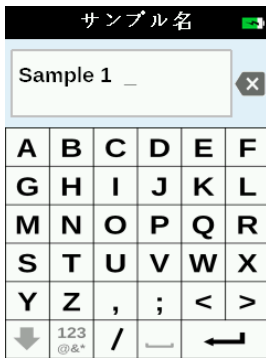 サンプル名
Sample 1 _
A B C D E F
G H I J K L
M N O P Q R
S T U V W X
Y Z , ; < >
123 /
@&*